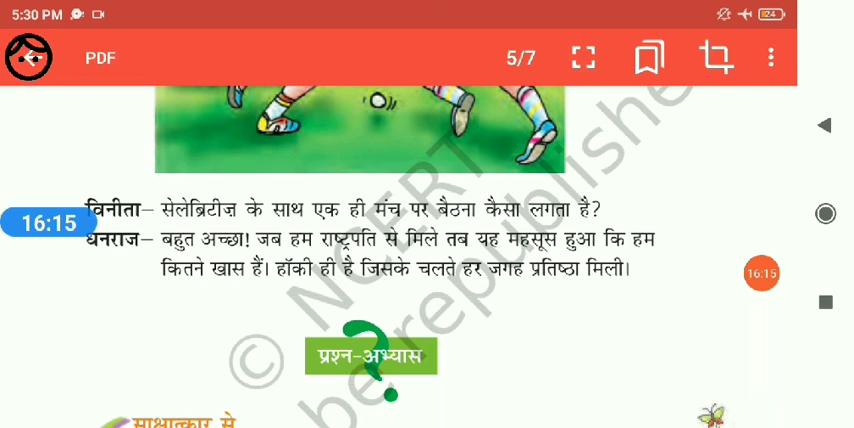 5:30 PM 24
PDF 5/7
विनीता– सेलेब्रिटीज़ के साथ एक ही मंच पर बैठना कैसा लगता है?
16:15
धनराज– बहुत अच्छा! जब हम राष्ट्रपति से मिले तब यह महसूस हुआ कि हम
कितने खास हैं। हॉकी ही है जिसके चलते हर जगह प्रतिष्ठा मिली।
16:15
© NCERT
be republished
प्रश्न-अभ्यास
?
साक्षात्कार से